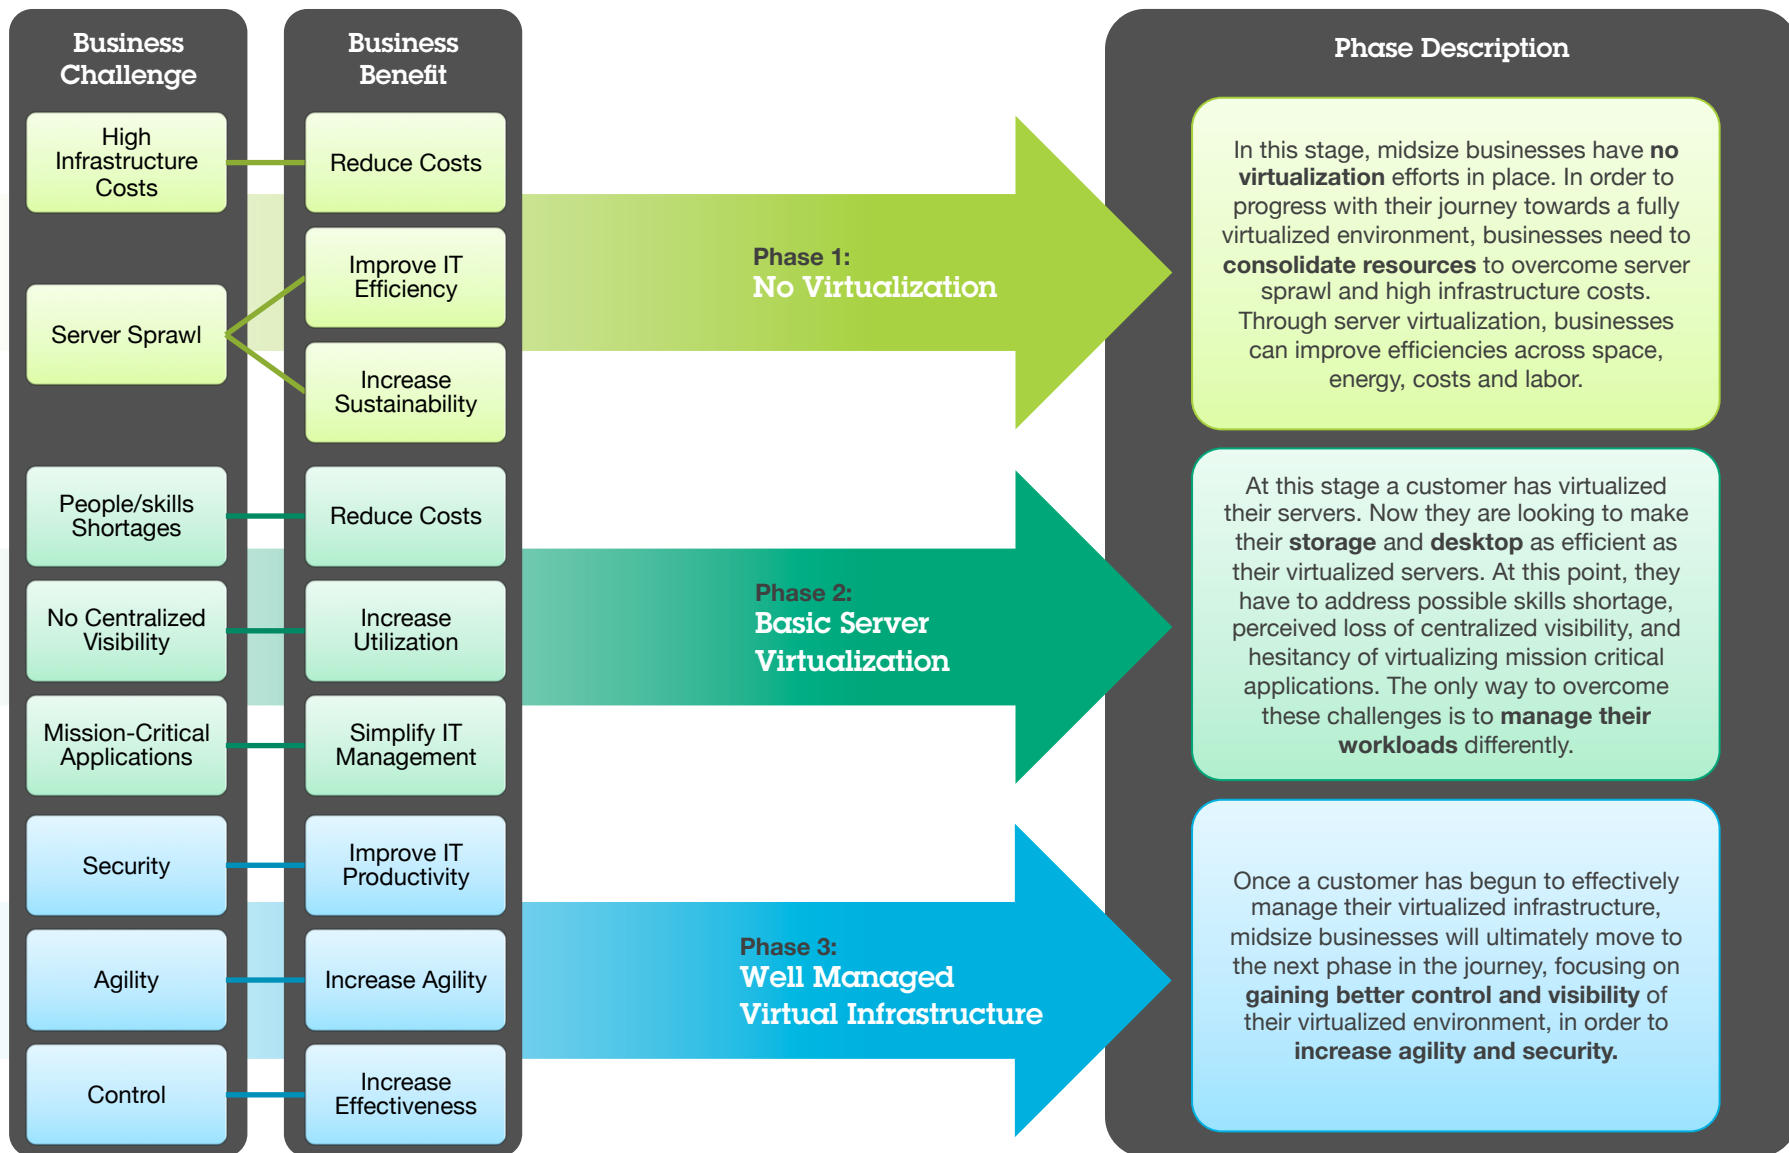 Business
Challenge
High
Infrastructure
Costs
Server Sprawl
People/skills
Shortages
No Centralized
Visibility
Mission-Critical
Applications
Security
Agility
Control
Business
Benefit
Reduce Costs
Improve IT
Efficiency
Increase
Sustainability
Reduce Costs
Increase
Utilization
Simplify IT
Management
Improve IT
Productivity
Increase Agility
Increase
Effectiveness
Phase 1:
No Virtualization
Phase 2:
Basic Server
Virtualization
Phase 3:
Well Managed
Virtual Infrastructure
Phase Description
In this stage, midsize businesses have no
virtualization efforts in place. In order to
progress with their journey towards a fully
virtualized environment, businesses need to
consolidate resources to overcome server
sprawl and high infrastructure costs.
Through server virtualization, businesses
can improve efficiencies across space,
energy, costs and labor.
At this stage a customer has virtualized
their servers. Now they are looking to make
their storage and desktop as efficient as
their virtualized servers. At this point, they
have to address possible skills shortage,
perceived loss of centralized visibility, and
hesitancy of virtualizing mission critical
applications. The only way to overcome
these challenges is to manage their
workloads differently.
Once a customer has begun to effectively
manage their virtualized infrastructure,
midsize businesses will ultimately move to
the next phase in the journey, focusing on
gaining better control and visibility of
their virtualized environment, in order to
increase agility and security.